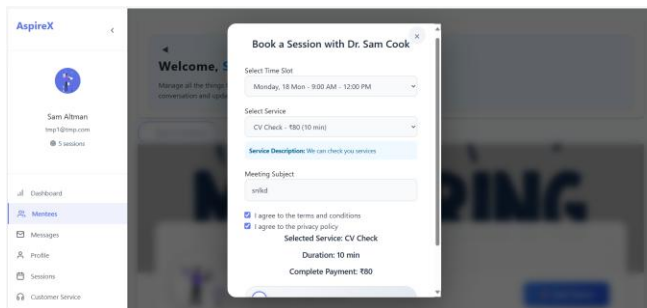 AspireX
Sam Altman
tmp1@tmp.com
5 sessions
Dashboard
Mentees
Messages
Profile
Sessions
Customer Service
Welcome,
Manage all the things
conversation and
Book a Session with Dr. Sam Cook
Select Time Slot
Monday, 18 Mon - 9:00 AM - 12:00 PM
Select Service
CV Check - ₹80 (10 min)
Service Description: We can check you services
Meeting Subject
I agree to the terms and conditions
I agree to the privacy policy
Selected Service: CV Check
Duration: 10 min
Complete Payment: ₹80